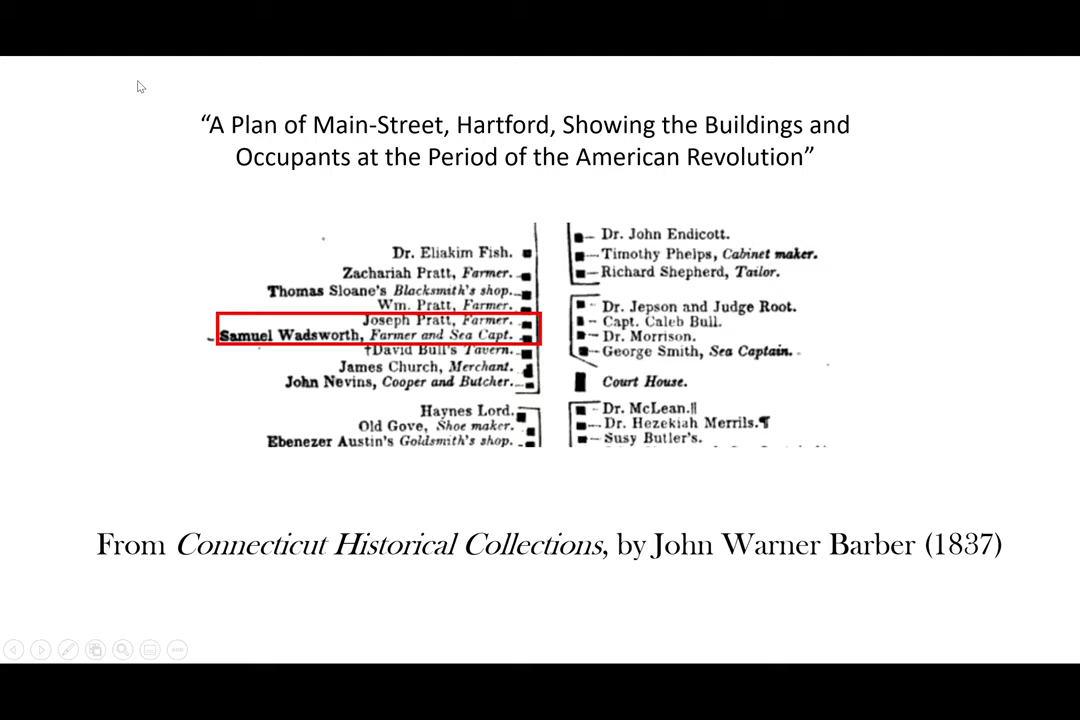 “A Plan of Main-Street, Hartford, Showing the Buildings and
Occupants at the Period of the American Revolution”
Dr. Eliakim Fish.
Zachariah Pratt, Farmer.
Thomas Sloane's Blacksmith's shop.
Wm. Pratt, Farmer.
Joseph Pratt, Farmer.
Samuel Wadsworth, Farmer and Sea Capt.
†David Bull's Tavern.
James Church, Merchant.
John Nevins, Cooper and Butcher.
Haynes Lord.
Old Gove, Shoe maker.
Ebenezer Austin's Goldsmith's shop.
Dr. John Endicott.
Timothy Phelps, Cabinet maker.
Richard Shepherd, Tailor.
Dr. Jepson and Judge Root.
Capt. Caleb Bull.
Dr. Morrison.
George Smith, Sea Captain.
Court House.
Dr. McLean.||
Dr. Hezekiah Merrils.¶
Susy Butler's.
From Connecticut Historical Collections, by John Warner Barber (1837)